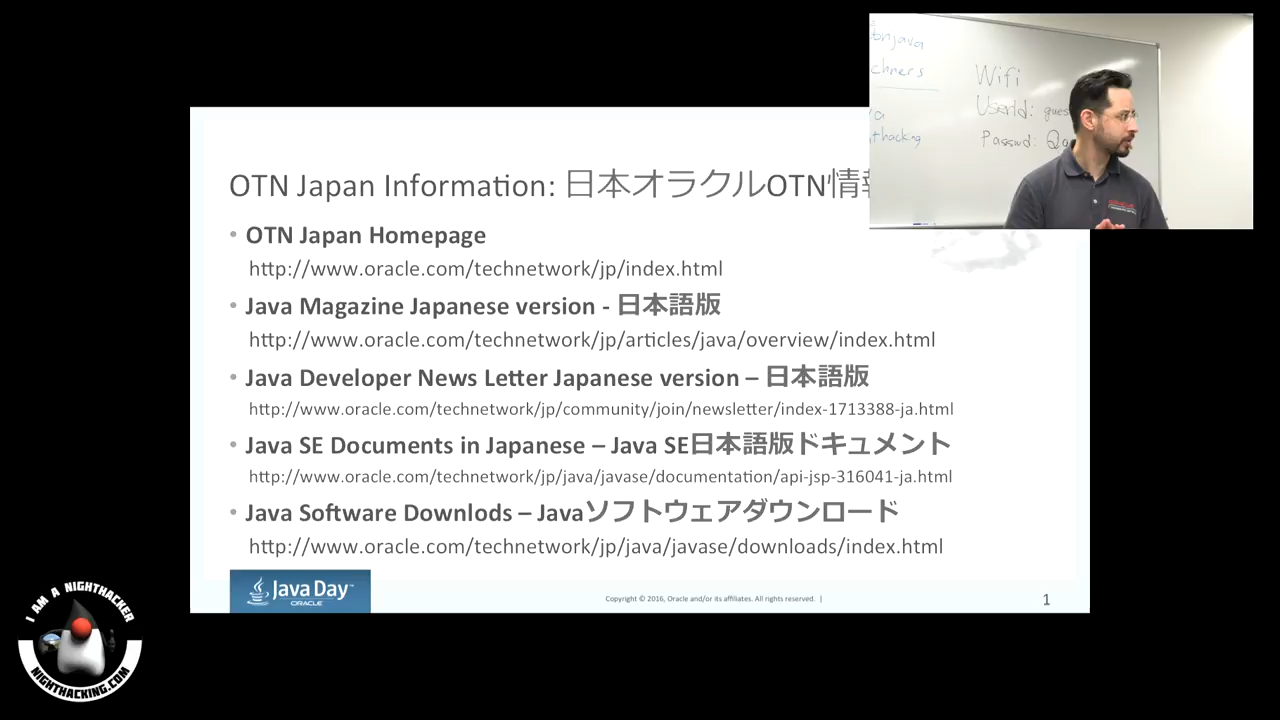 OTN Japan Information: 日本オラクルOTN情
• OTN Japan Homepage
http://www.oracle.com/technetwork/jp/index.html
• Java Magazine Japanese version - 日本語版
http://www.oracle.com/technetwork/jp/articles/java/overview/index.html
• Java Developer News Letter Japanese version – 日本語版
http://www.oracle.com/technetwork/jp/community/join/newsletter/index-1713388-ja.html
• Java SE Documents in Japanese – Java SE日本語版ドキュメント
http://www.oracle.com/technetwork/jp/java/javase/documentation/api-jsp-316041-ja.html
• Java Software Downlods – Javaソフトウェアダウンロード
http://www.oracle.com/technetwork/jp/java/javase/downloads/index.html
Java Day™
ORACLE
Copyright © 2016, Oracle and/or its affiliates. All rights reserved. |
1
Wifi
UserId: gues
Passwd:
ORACLE
I AM A NIGHTHACKER
NIGHTHACKING.COM